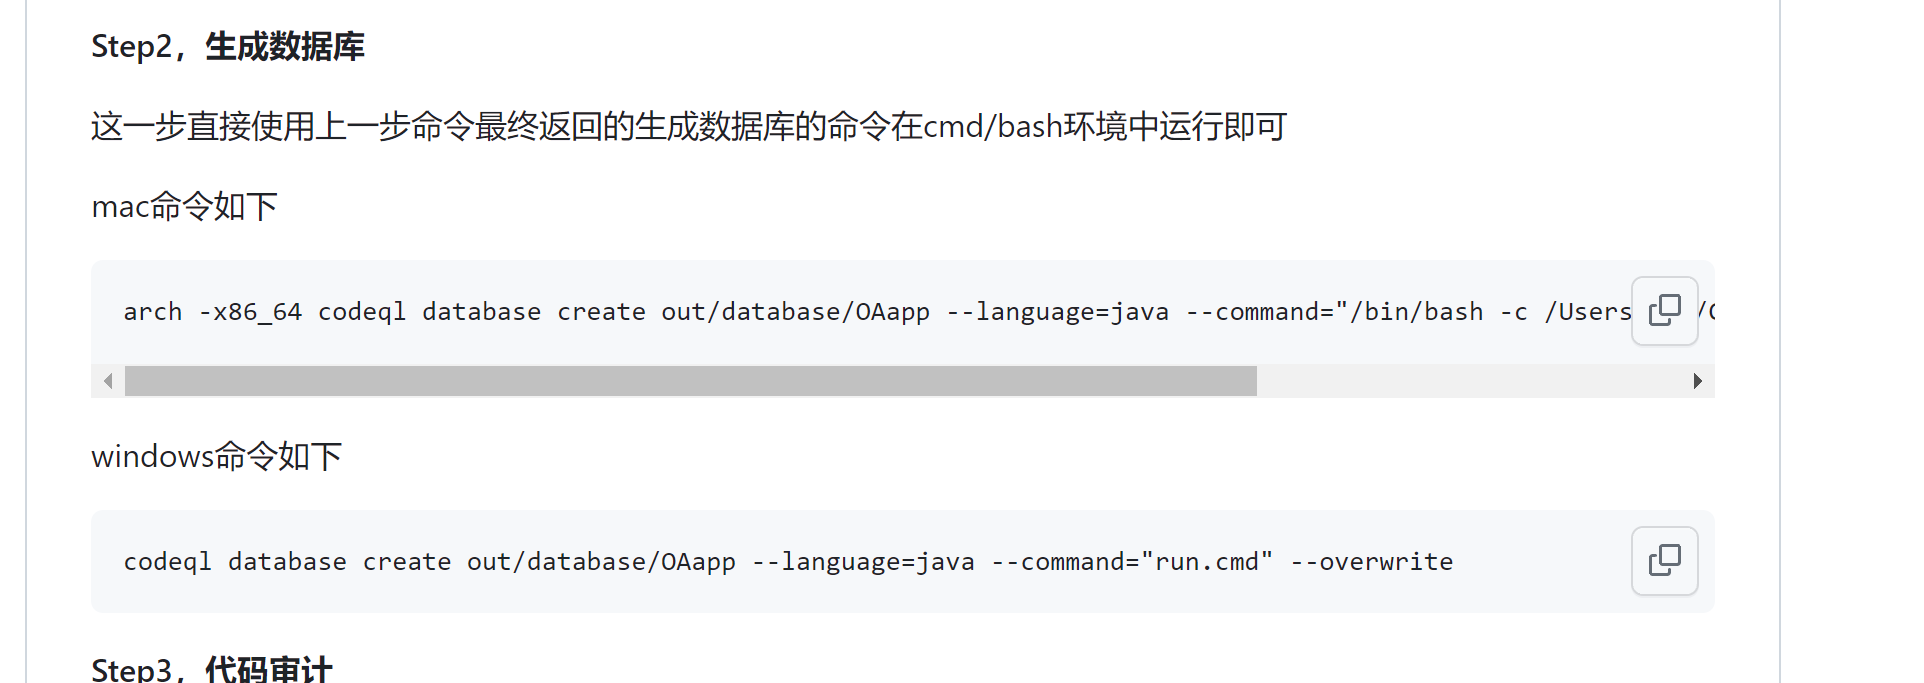 Step2，生成数据库
这一步直接使用上一步命令最终返回的生成数据库的命令在cmd/bash环境中运行即可
mac命令如下
arch -x86_64 codeql database create out/database/OAapp --language=java --command="/bin/bash -c /Users
windows命令如下
codeql database create out/database/OAapp --language=java --command="run.cmd" --overwrite
Step3，代码审计